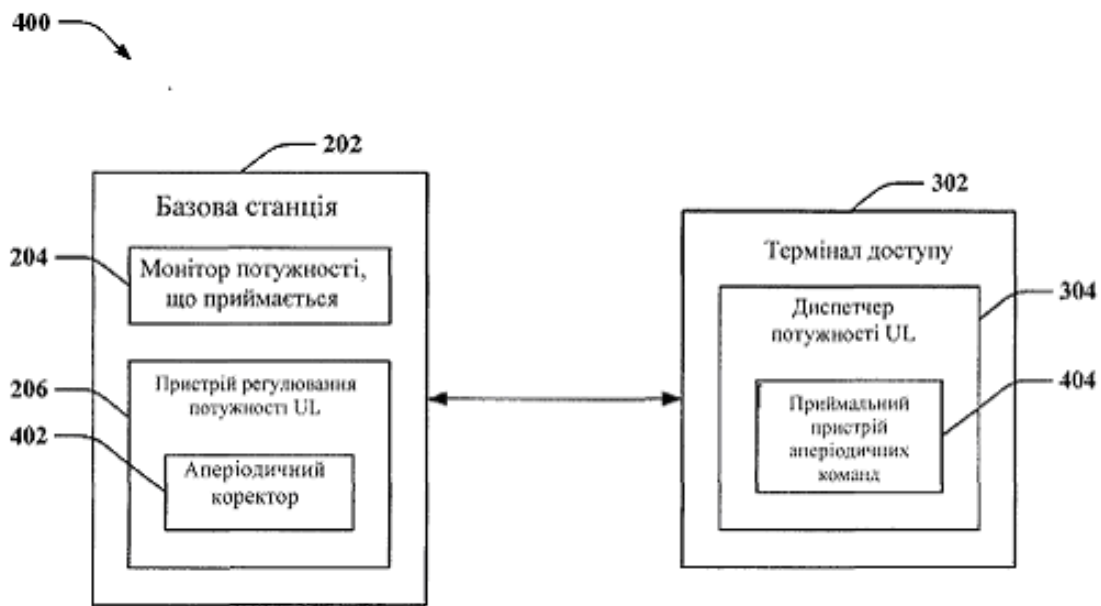 400
202
Базова станція
204
Монітор потужності,
що приймається
206
Пристрій регулювання
потужності UL
402
Аперіодичний
коректор
302
Термінал доступу
304
Диспетчер
потужності UL
404
Приймальний
пристрій
аперіодичних
команд